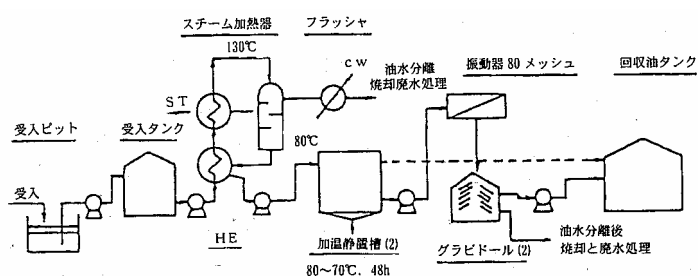 スチーム加熱器
フラッシャ
130℃
cw
油水分離
焼却廃水処理
振動器80メッシュ
回収油タンク
ST
受入ピット
受入タンク
80℃
受入
HE
加温静置槽(2)
80~70℃, 48h
グラビドール(2)
油水分離後
焼却と廃水処理